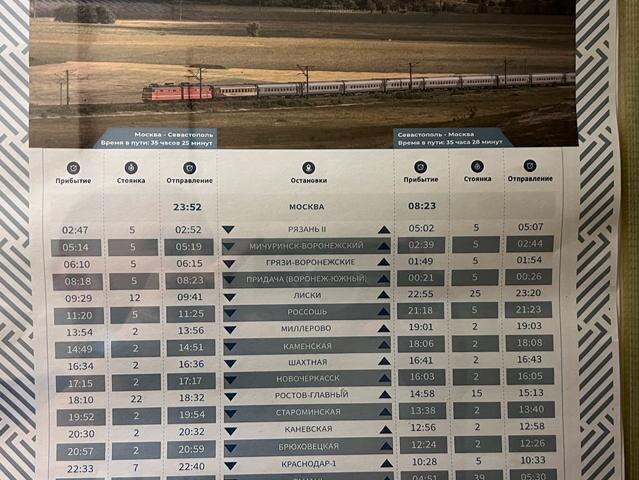 Москва - Севастополь
Время в пути: 35 часов 25 минут
Севастополь - Москва
Время в пути: 35 часа 28 минут
Прибытие Стоянка Отправление Остановки Прибытие Стоянка Отправление
23:52 МОСКВА 08:23
02:47 5 02:52 РЯЗАНЬ II 05:02 5 05:07
05:14 5 05:19 МИЧУРИНСК-ВОРОНЕЖСКИЙ 02:39 5 02:44
06:10 5 06:15 ГРЯЗИ-ВОРОНЕЖСКИЕ 01:49 5 01:54
08:18 5 08:23 ПРИДАЧА (ВОРОНЕЖ-ЮЖНЫЙ) 00:21 5 00:26
09:29 12 09:41 ЛИСКИ 22:55 25 23:20
11:20 5 11:25 РОССОШЬ 21:18 5 21:23
13:54 2 13:56 МИЛЛЕРОВО 19:01 2 19:03
14:49 2 14:51 КАМЕНСКАЯ 18:06 2 18:08
16:34 2 16:36 ШАХТНАЯ 16:41 2 16:43
17:15 2 17:17 НОВОЧЕРКАССК 16:03 2 16:05
18:10 22 18:32 РОСТОВ-ГЛАВНЫЙ 14:58 15 15:13
19:52 2 19:54 СТАРОМИНСКАЯ 13:38 2 13:40
20:30 2 20:32 КАНЕВСКАЯ 12:56 2 12:58
20:57 2 20:59 БРЮХОВЕЦКАЯ 12:24 2 12:26
22:33 7 22:40 КРАСНОДАР-1 10:28 5 10:33
04:51 39 05:30